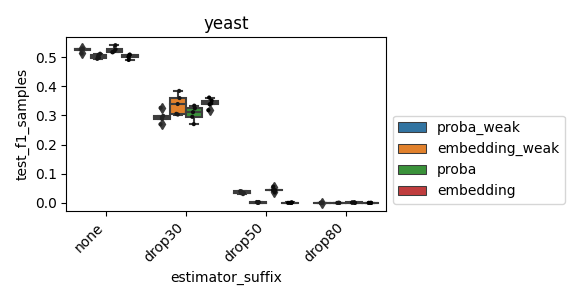 yeast
test_f1_samples
0.5
0.4
0.3
0.2
0.1
0.0
none
drop30
drop50
drop80
estimator_suffix
proba_weak
embedding_weak
proba
embedding